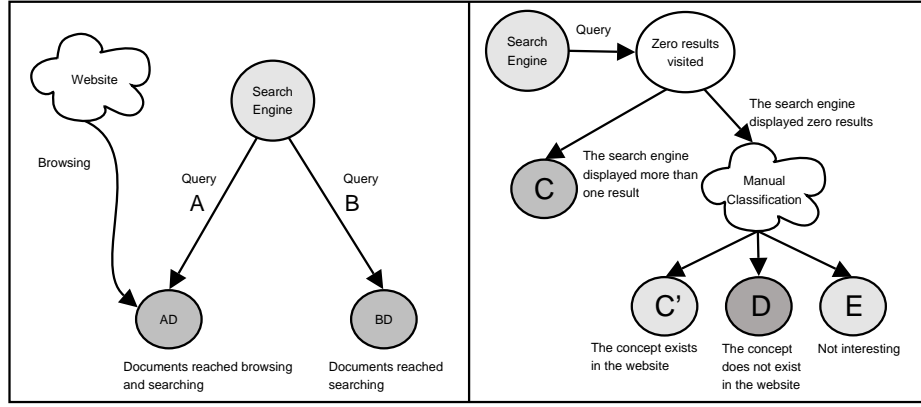 Website
Browsing
Search
Engine
Query
A
Query
B
AD
BD
Documents reached browsing
and searching
Documents reached
searching
Search
Engine
Query
Zero results
visited
The search engine
displayed zero results
C
The search engine
displayed more than
one result
Manual
Classification
C'
D
E
The concept exists
in the website
The concept
does not exist
in the website
Not interesting